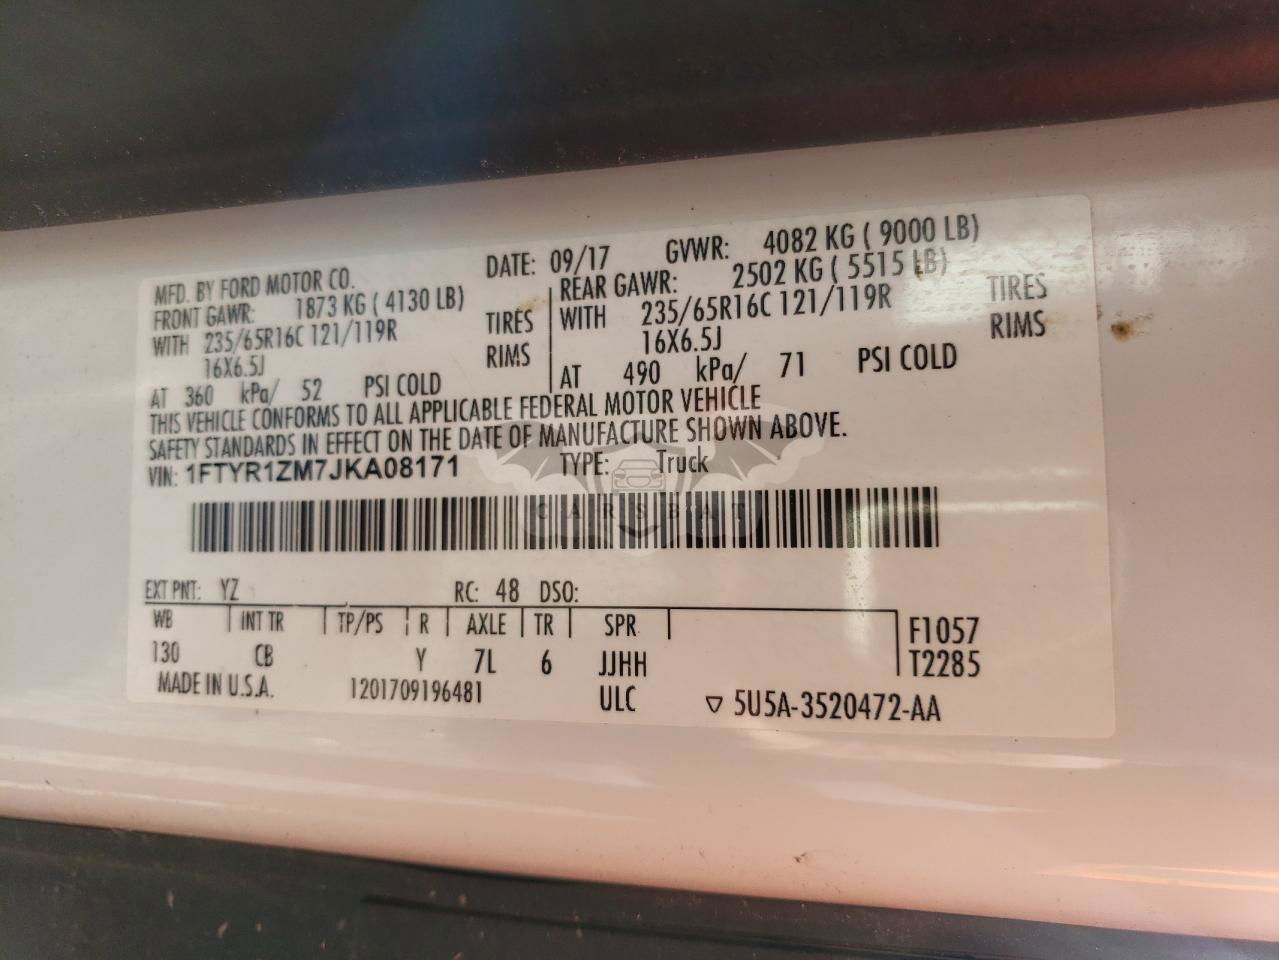 MFD. BY FORD MOTOR CO. DATE: 09/17 GVWR: 4082 KG ( 9000 LB)
FRONT GAWR: 1873 KG ( 4130 LB) REAR GAWR: 2502 KG ( 5515 LB)
WITH 235/65R16C 121/119R TIRES WITH 235/65R16C 121/119R TIRES
16X6.5J RIMS 16X6.5J RIMS
AT 360 kPa/ 52 PSI COLD AT 490 kPa/ 71 PSI COLD
THIS VEHICLE CONFORMS TO ALL APPLICABLE FEDERAL MOTOR VEHICLE
SAFETY STANDARDS IN EFFECT ON THE DATE OF MANUFACTURE SHOWN ABOVE.
VIN: 1FTYR1ZM7JKA08171 TYPE: Truck
CARSBAT
EXT PNT: YZ RC: 48 DSO:
WB INT TR TP/PS R AXLE TR SPR F1057
130 CB Y 7L 6 JJHH T2285
MADE IN U.S.A. 1201709196481 ULC ▽ 5U5A-3520472-AA